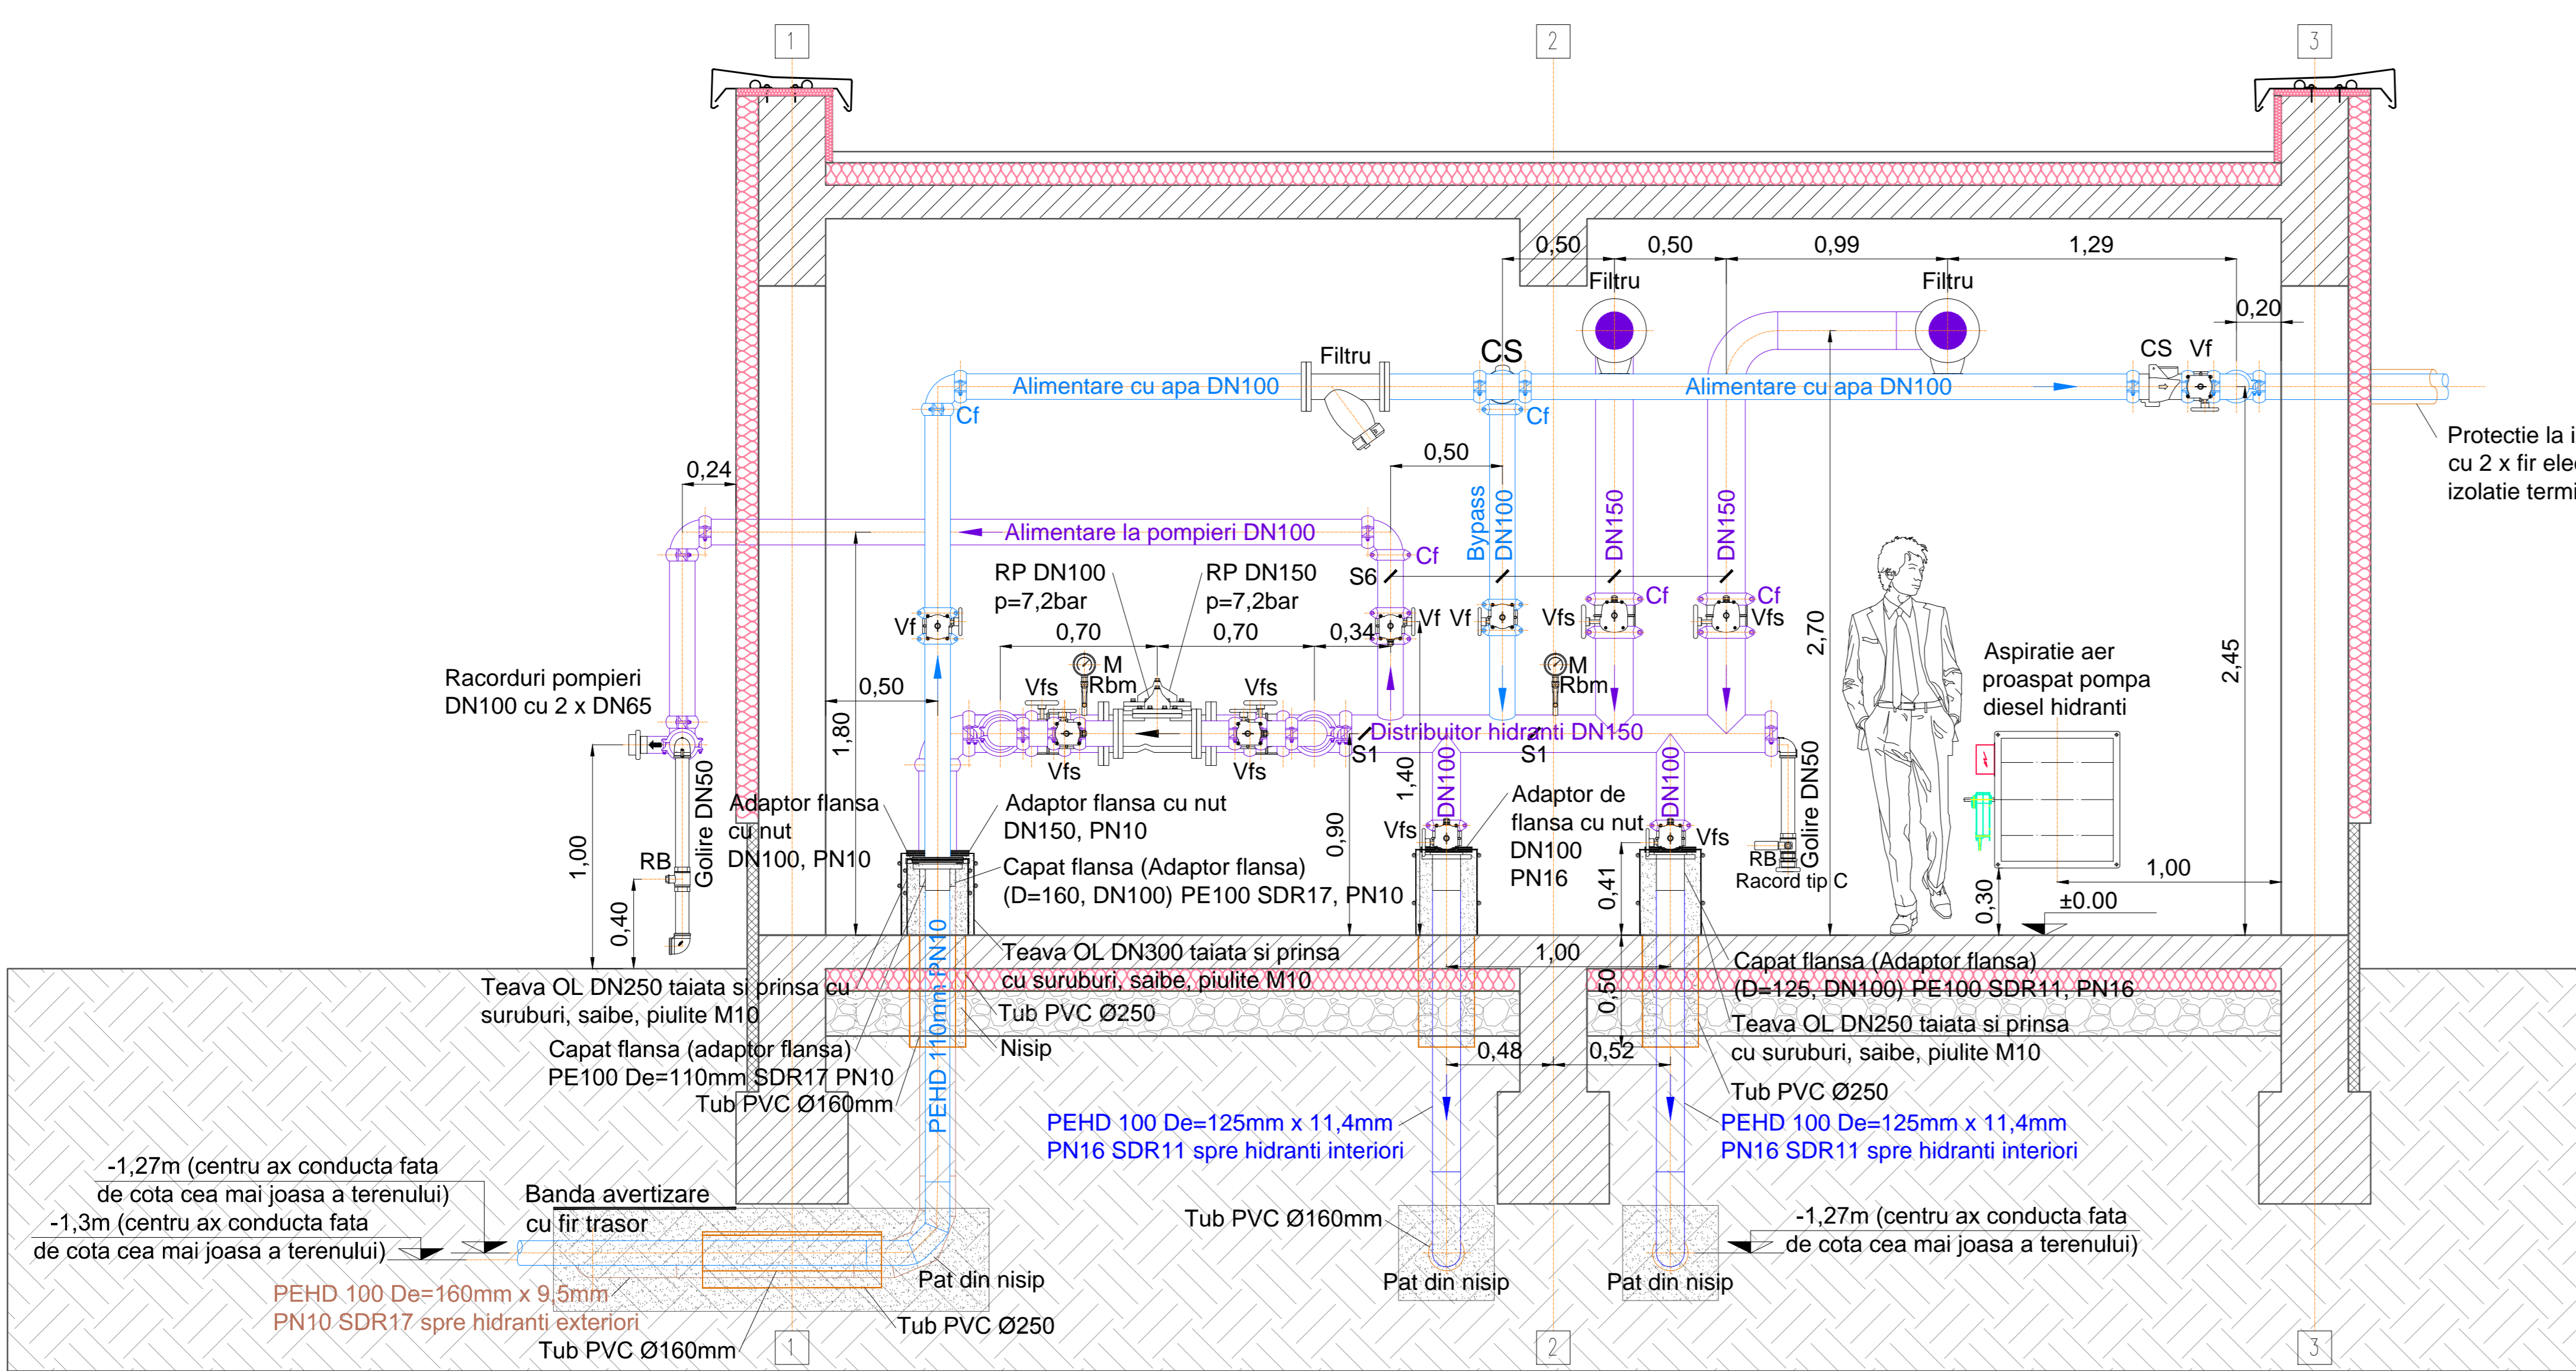 1
2
3
0,50
0,50
0,99
1,29
Filtru
Filtru
0,20
Filtru
CS
CS
Vf
Alimentare cu apa DN100
Alimentare cu apa DN100
Cf
Cf
Protectie la
cu 2 x fir
izolatie
0,24
0,50
Bypass
DN100
DN150
DN150
Alimentare la pompieri DN100
Cf
RP DN100
p=7,2bar
RP DN150
p=7,2bar
S6
Cf
Cf
Vf
Vf
Vf
Vfs
Vfs
0,70
0,70
0,34
2,70
2,45
M
Rbm
M
Rbm
Racorduri pompieri
DN100 cu 2 x DN65
0,50
Vfs
Vfs
Aspiratie aer
proaspat pompa
diesel hidranti
1,80
Distribuitor hidranti DN150
S1
S1
Vfs
Vfs
1,40
DN100
DN100
Golire DN50
Golire DN50
Adaptor flansa
cu nut
DN100, PN10
Adaptor flansa cu nut
DN150, PN10
Adaptor de
flansa cu nut
DN100
PN16
Vfs
Vfs
0,90
1,00
RB
0,40
Capat flansa (Adaptor flansa)
(D=160, DN100) PE100 SDR17, PN10
0,41
RB
Racord tip C
1,00
0,30
±0.00
PEHD 110mm PN10
Teava OL DN300 taiata si prinsa
cu suruburi, saibe, piulite M10
1,00
0,50
Capat flansa (Adaptor flansa)
(D=125, DN100) PE100 SDR11, PN16
Teava OL DN250 taiata si prinsa cu
suruburi, saibe, piulite M10
Tub PVC Ø250
Teava OL DN250 taiata si prinsa
cu suruburi, saibe, piulite M10
Nisip
0,48
0,52
Capat flansa (adaptor flansa)
PE100 De=110mm SDR17 PN10
Tub PVC Ø160mm
Tub PVC Ø250
PEHD 100 De=125mm x 11,4mm
PN16 SDR11 spre hidranti interiori
PEHD 100 De=125mm x 11,4mm
PN16 SDR11 spre hidranti interiori
-1,27m (centru ax conducta fata
de cota cea mai joasa a terenului)
-1,3m (centru ax conducta fata
de cota cea mai joasa a terenului)
Banda avertizare
cu fir trasor
Tub PVC Ø160mm
-1,27m (centru ax conducta fata
de cota cea mai joasa a terenului)
Pat din nisip
Pat din nisip
Pat din nisip
PEHD 100 De=160mm x 9,5mm
PN10 SDR17 spre hidranti exteriori
Tub PVC Ø250
Tub PVC Ø160mm
1
2
3